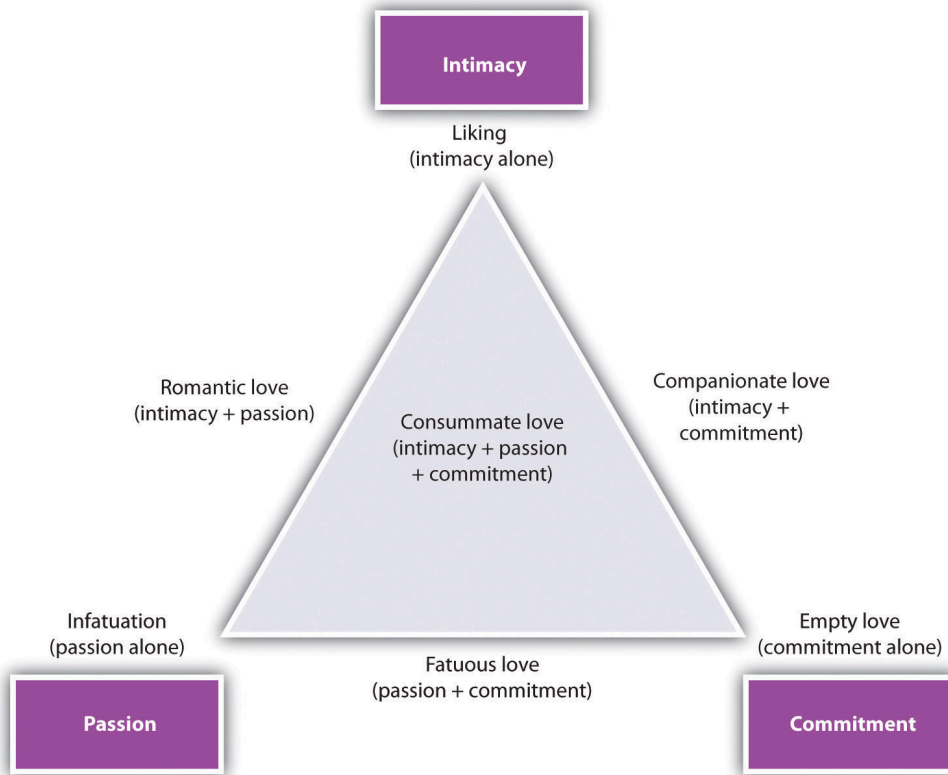 Intimacy
Liking
(intimacy alone)
Romantic love
(intimacy + passion)
Companionate love
(intimacy +
commitment)
Consummate love
(intimacy + passion
+ commitment)
Infatuation
(passion alone)
Empty love
(commitment alone)
Fatuous love
(passion + commitment)
Passion
Commitment